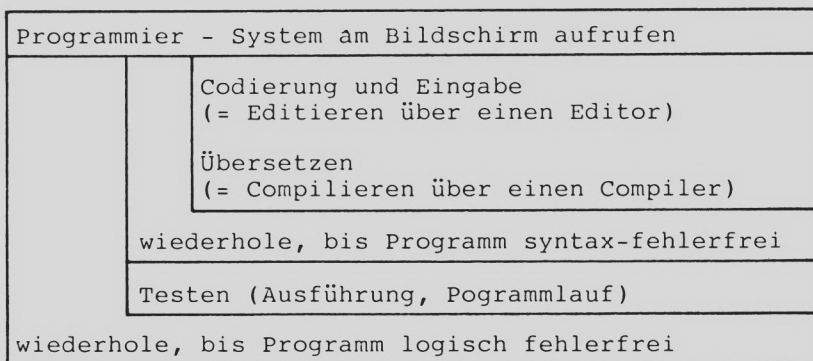 Programmier - System am Bildschirm aufrufen
Codierung und Eingabe
(= Editieren über einen Editor)
Übersetzen
(= Compilieren über einen Compiler)
wiederhole, bis Programm syntax-fehlerfrei
Testen (Ausführung, Pogrammlauf)
wiederhole, bis Programm logisch fehlerfrei